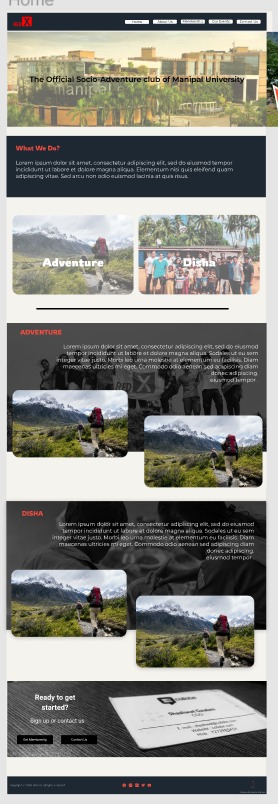 Home
X
Home
About Us
Membership
Our Events
Contact Us
The Official Socio-Adventure club of Manipal University
manipal
What We Do?
Lorem ipsum dolor sit amet, consectetur adipiscing elit, sed do eiusmod tempor
incididunt ut labore et dolore magna aliqua. Elementum nisi quis eleifend quam
adipiscing vitae. Sed arcu non odio euismod lacinia at quis risus.
Adventure
Disha
ADVENTURE
Lorem ipsum dolor sit amet, consectetur adipiscing elit, sed do eiusmod
tempor incididunt ut labore et dolore magna aliqua. Turpis ut eu sem
integer vitae justo. Morbi leo urna molestie at elementum eu facilisis. Diam
maecenas ultricies mi eget mauris. Commodo odio aenean sed adipiscing diam
donec adipiscing.
eiusmod tempor
DISHA
Lorem ipsum dolor sit amet, consectetur adipiscing elit, sed do eiusmod
tempor incididunt ut labore et dolore magna aliqua. Turpis ut eu sem
integer vitae justo. Morbi leo urna molestie at elementum eu facilisis. Diam
maecenas ultricies mi eget mauris. Commodo odio aenean sed adipiscing diam
donec adipiscing.
eiusmod tempor
Ready to get
started?
Sign up or contact us
Get Membership
Contact Us